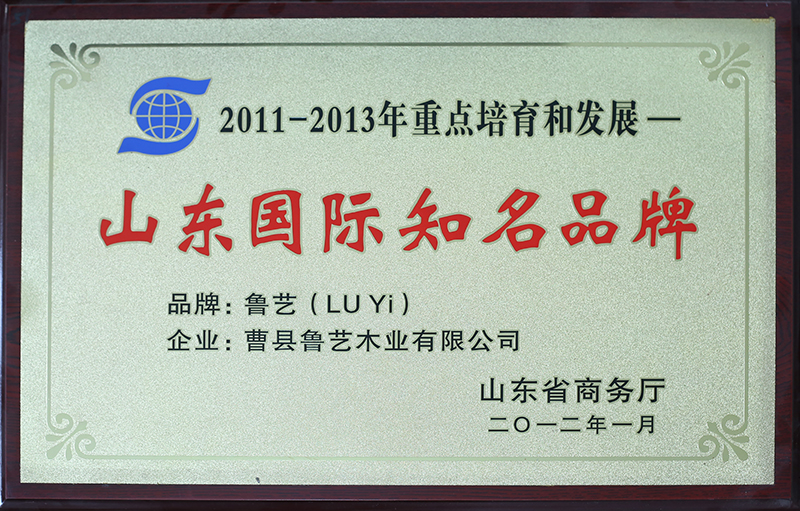 2011-2013年重点培育和发展—
山东国际知名品牌
品牌：鲁艺（LU Yi）
企业：曹县鲁艺木业有限公司
山东省商务厅
二〇一二年一月